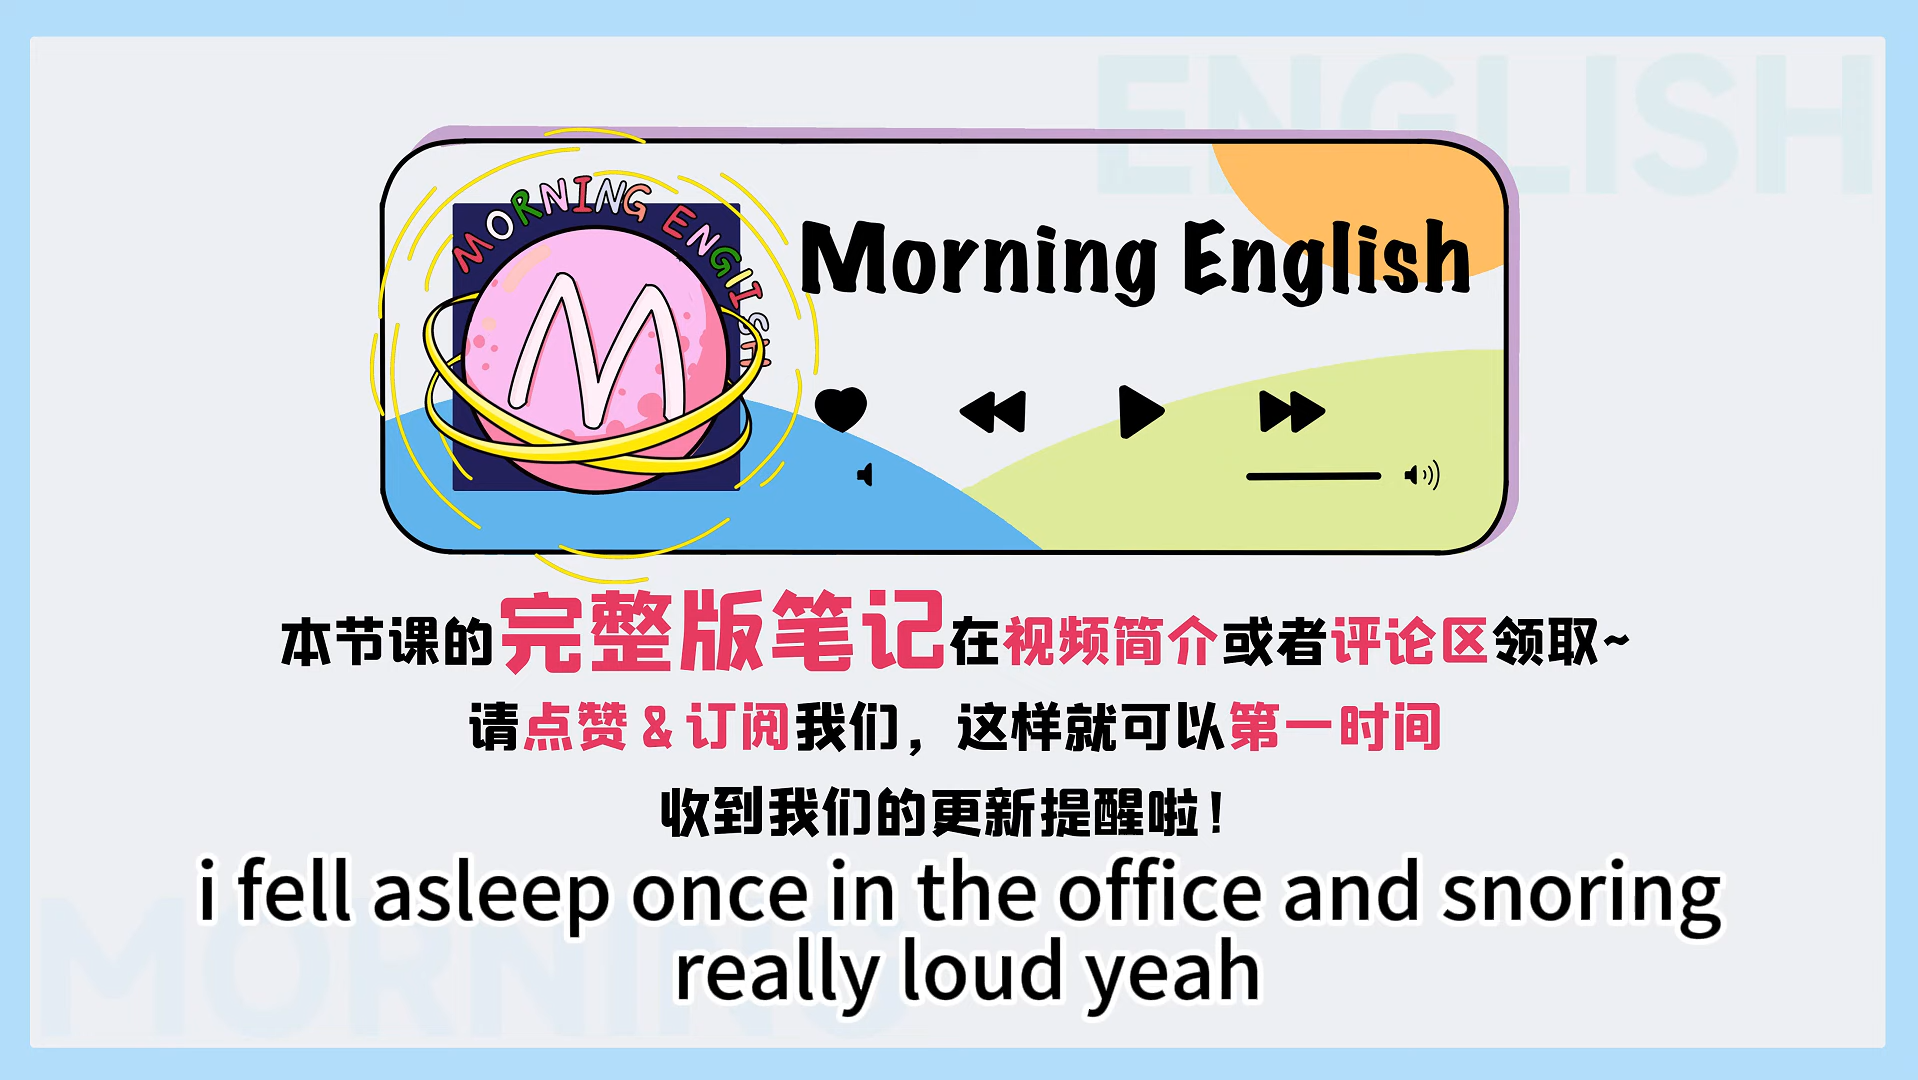 ENGLISH
MORNING ENGLISH
M
Morning English
本节课的完整版笔记在视频简介或者评论区领取~
请点赞&订阅我们，这样就可以第一时间
收到我们的更新提醒啦！
i fell asleep once in the office and snoring
really loud yeah
MORNING